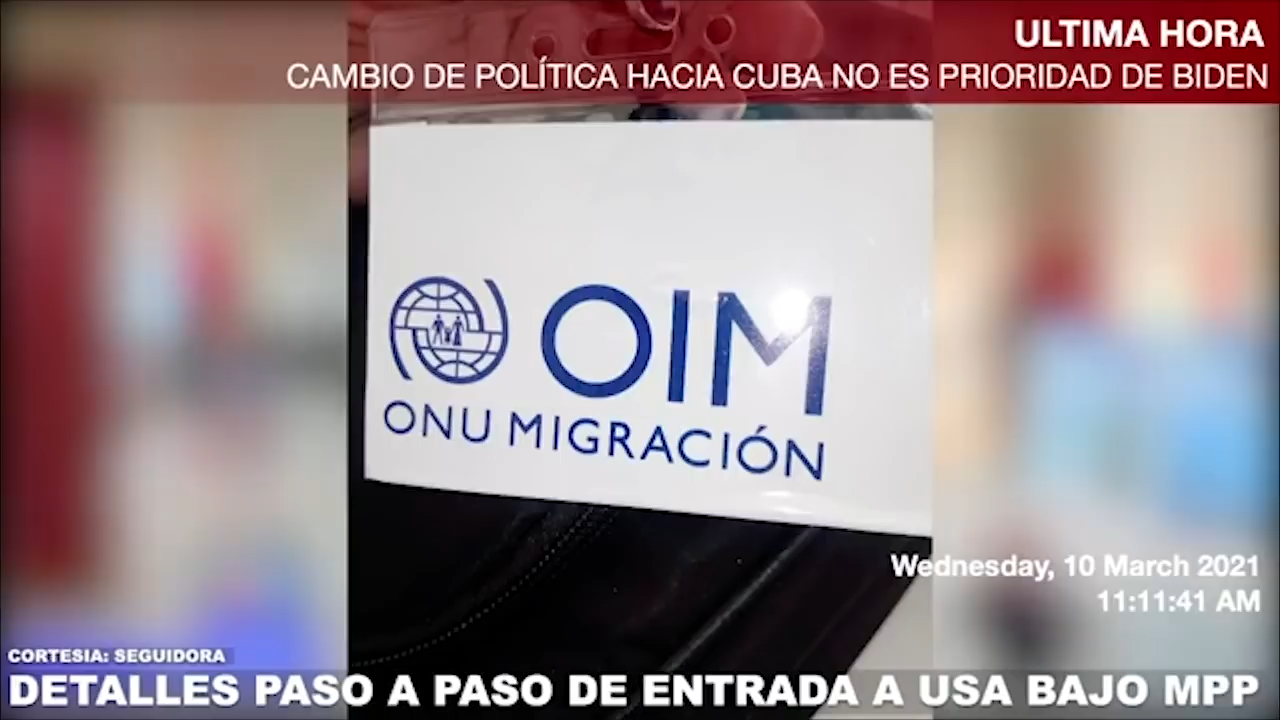 ULTIMA HORA
CAMBIO DE POLÍTICA HACIA CUBA NO ES PRIORIDAD DE BIDEN
OIM
ONU MIGRACIÓN
Wednesday, 10 March 2021
11:11:41 AM
CORTESIA: SEGUIDORA
DETALLES PASO A PASO DE ENTRADA A USA BAJO MPP